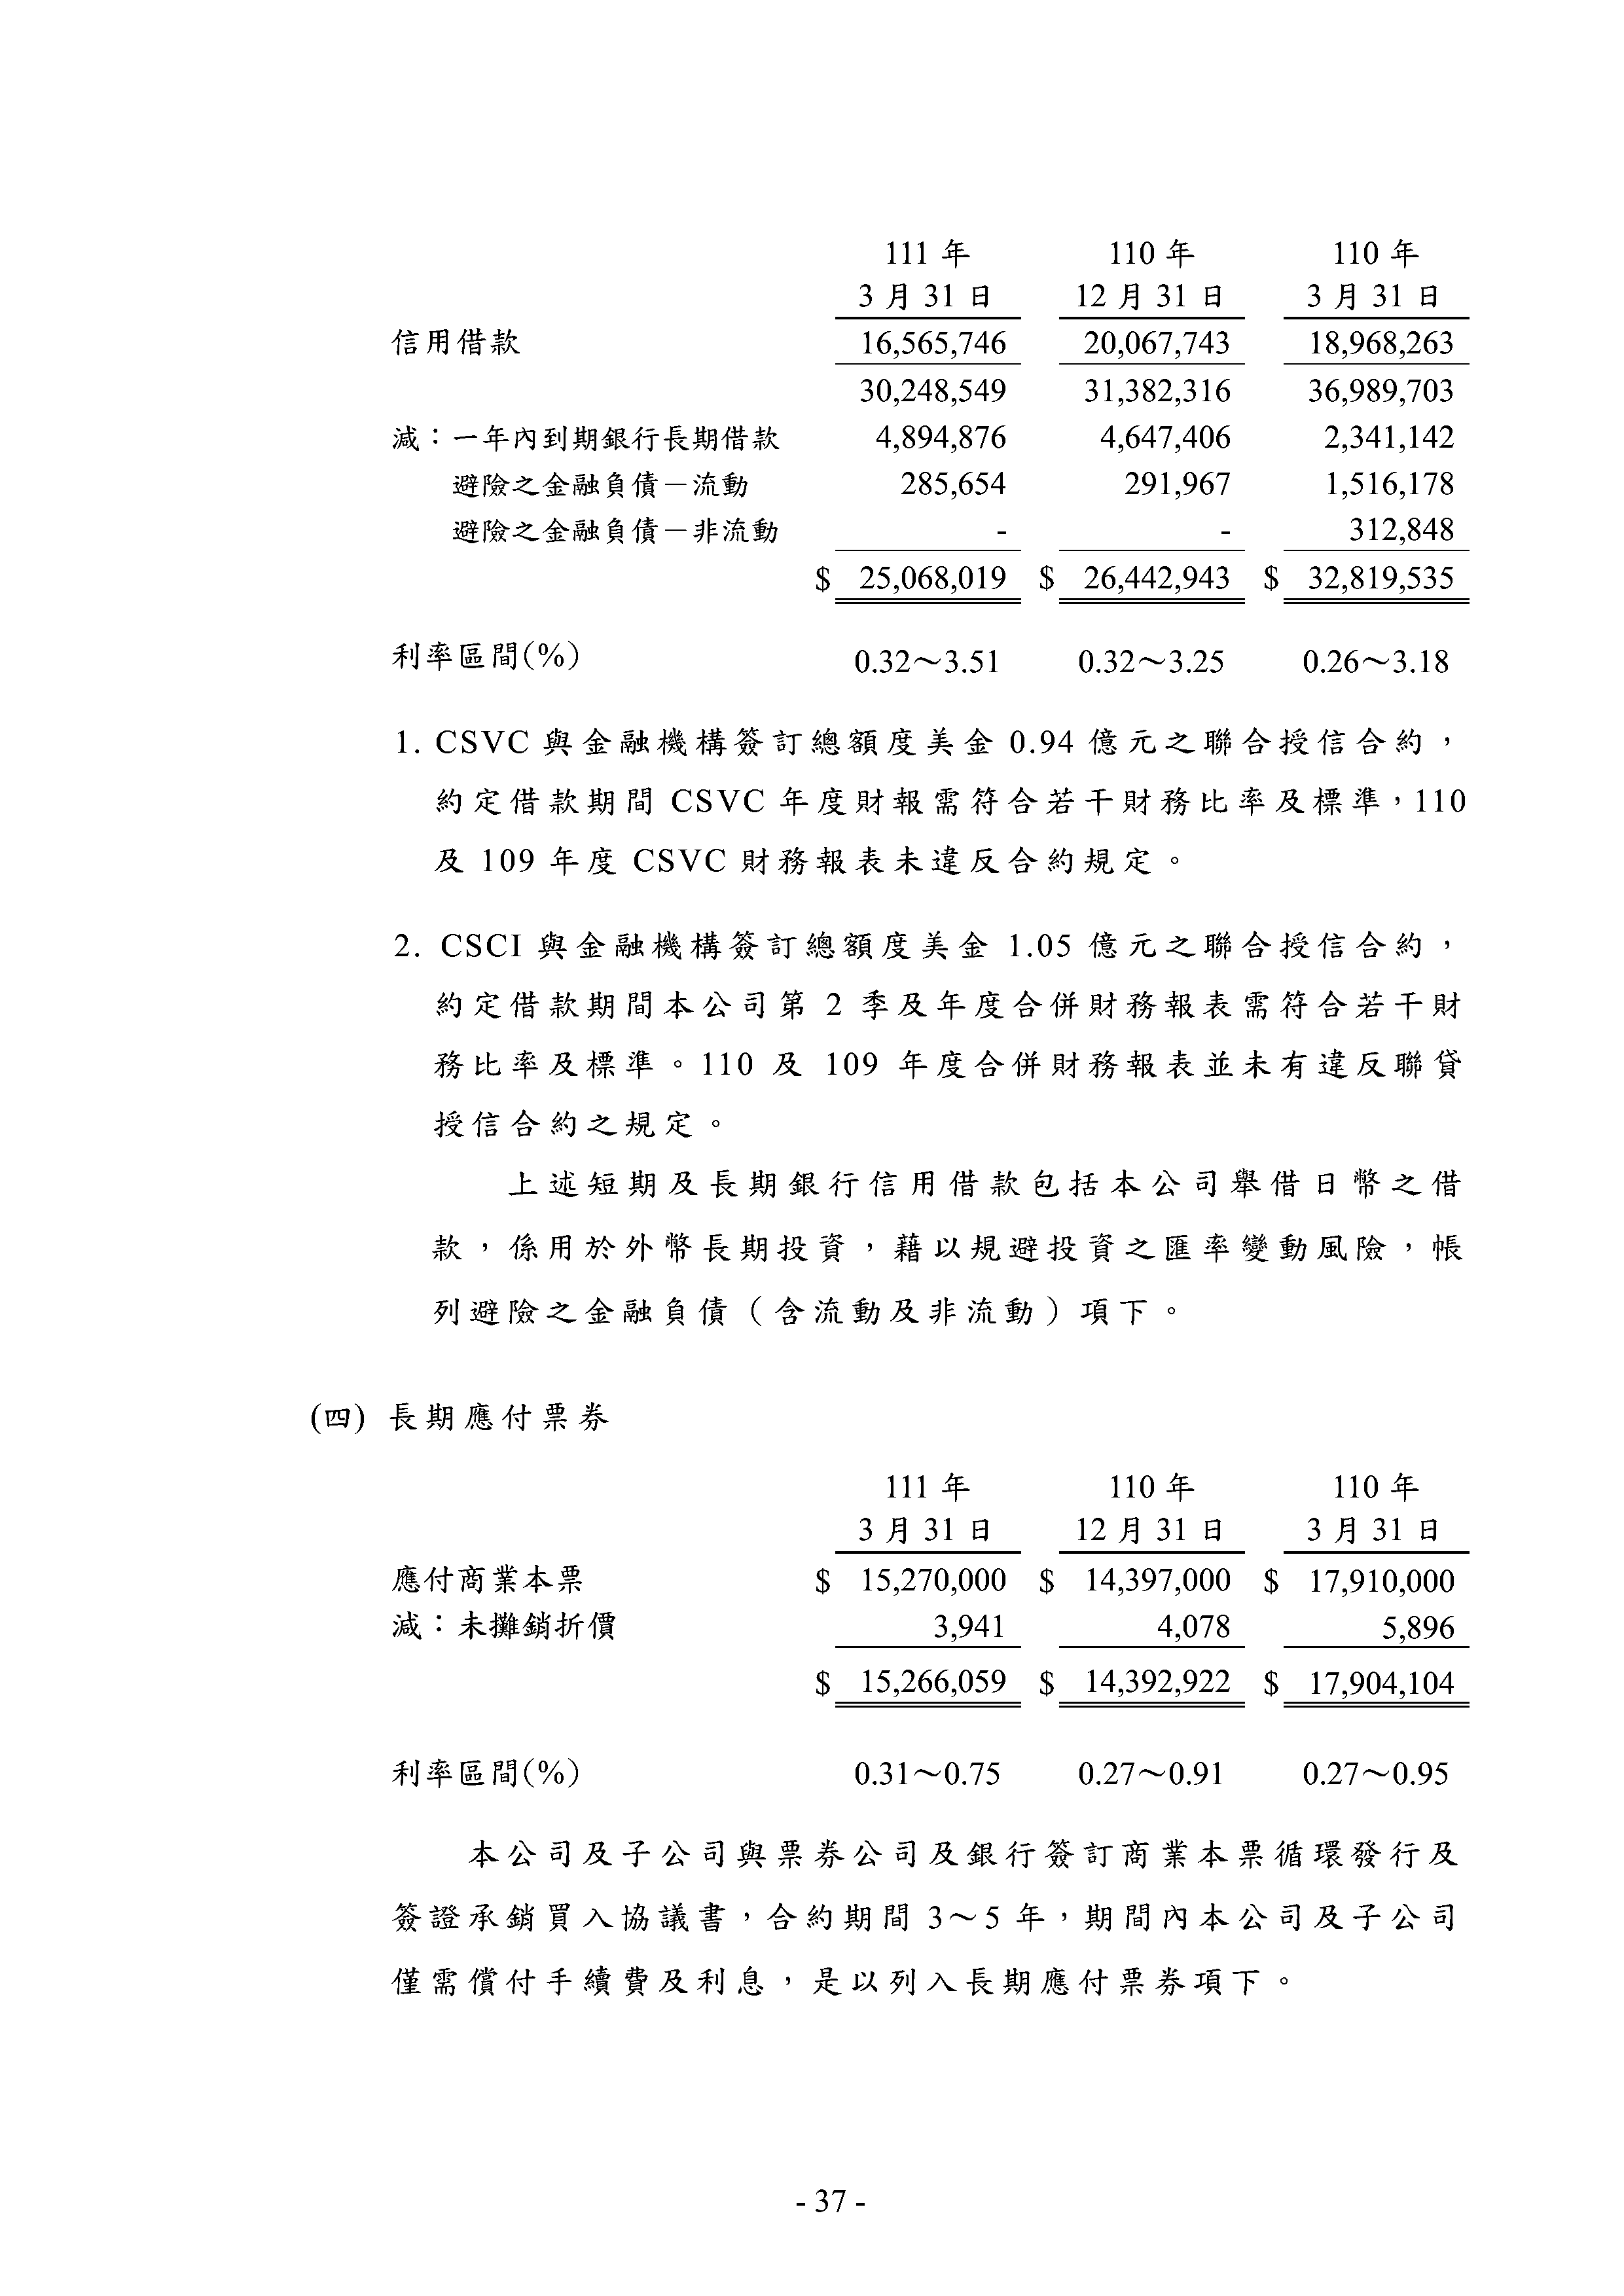 111 年 110 年 110 年
3 月 31 日 12 月 31 日 3 月 31 日
信用借款 16,565,746 20,067,743 18,968,263
30,248,549 31,382,316 36,989,703
減：一年內到期銀行長期借款 4,894,876 4,647,406 2,341,142
避險之金融負債－流動 285,654 291,967 1,516,178
避險之金融負債－非流動 - - 312,848
$ 25,068,019 $ 26,442,943 $ 32,819,535
利率區間(%) 0.32～3.51 0.32～3.25 0.26～3.18
1. CSVC 與金融機構簽訂總額度美金 0.94 億元之聯合授信合約，
約定借款期間 CSVC 年度財報需符合若干財務比率及標準，110
及 109 年度 CSVC 財務報表未違反合約規定。
2. CSCI 與金融機構簽訂總額度美金 1.05 億元之聯合授信合約，
約定借款期間本公司第 2 季及年度合併財務報表需符合若干財
務比率及標準。110 及 109 年度合併財務報表並未有違反聯貸
授信合約之規定。
上述短期及長期銀行信用借款包括本公司舉借日幣之借
款，係用於外幣長期投資，藉以規避投資之匯率變動風險，帳
列避險之金融負債（含流動及非流動）項下。
(四) 長期應付票券
111 年 110 年 110 年
3 月 31 日 12 月 31 日 3 月 31 日
應付商業本票 $ 15,270,000 $ 14,397,000 $ 17,910,000
減：未攤銷折價 3,941 4,078 5,896
$ 15,266,059 $ 14,392,922 $ 17,904,104
利率區間(%) 0.31～0.75 0.27～0.91 0.27～0.95
本公司及子公司與票券公司及銀行簽訂商業本票循環發行及
簽證承銷買入協議書，合約期間 3～5 年，期間內本公司及子公司
僅需償付手續費及利息，是以列入長期應付票券項下。
- 37 -